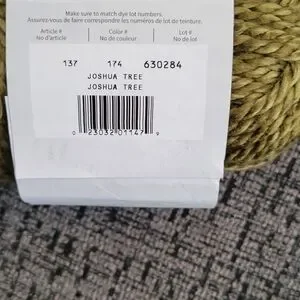 Make sure to match dye lot numbers.
Assurez-vous de faire correspondre les numéros de lot de teinture.
Article # Color # Lot #
No d'article No de couleur No de lot
137 174 630284
JOSHUA TREE
JOSHUA TREE
0 23032 01147 9